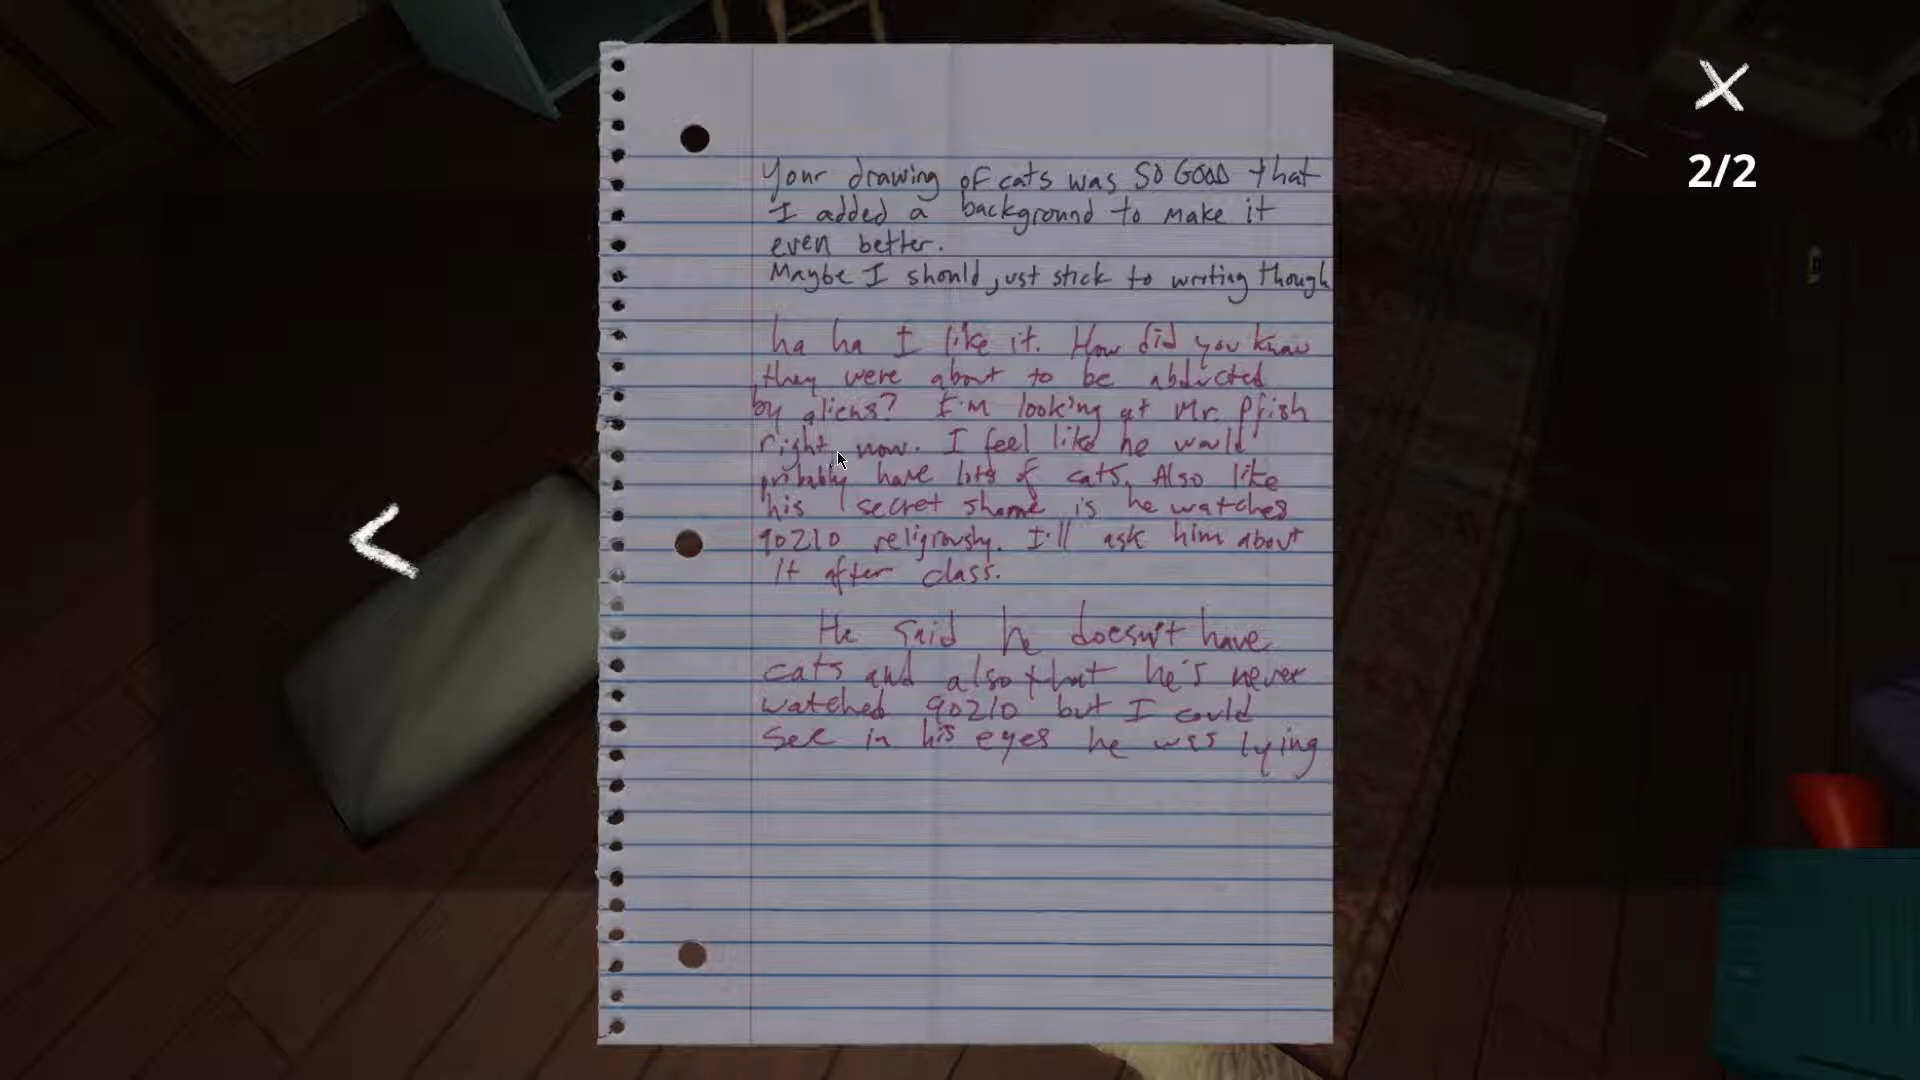 2/2
Your drawing of cats was SO GOOD that
I added a background to make it
even better.
Maybe I should just stick to writing though
ha ha I like it. How did you know
they were about to be abducted
by aliens? I'm looking at Mr. Pfish
right now. I feel like he would
probably have lots of cats. Also like
his secret shame is he watches
90210 religiously. I'll ask him about
it after class.
He said he doesn't have
cats and also that he's never
watched 90210 but I could
see in his eyes he was lying